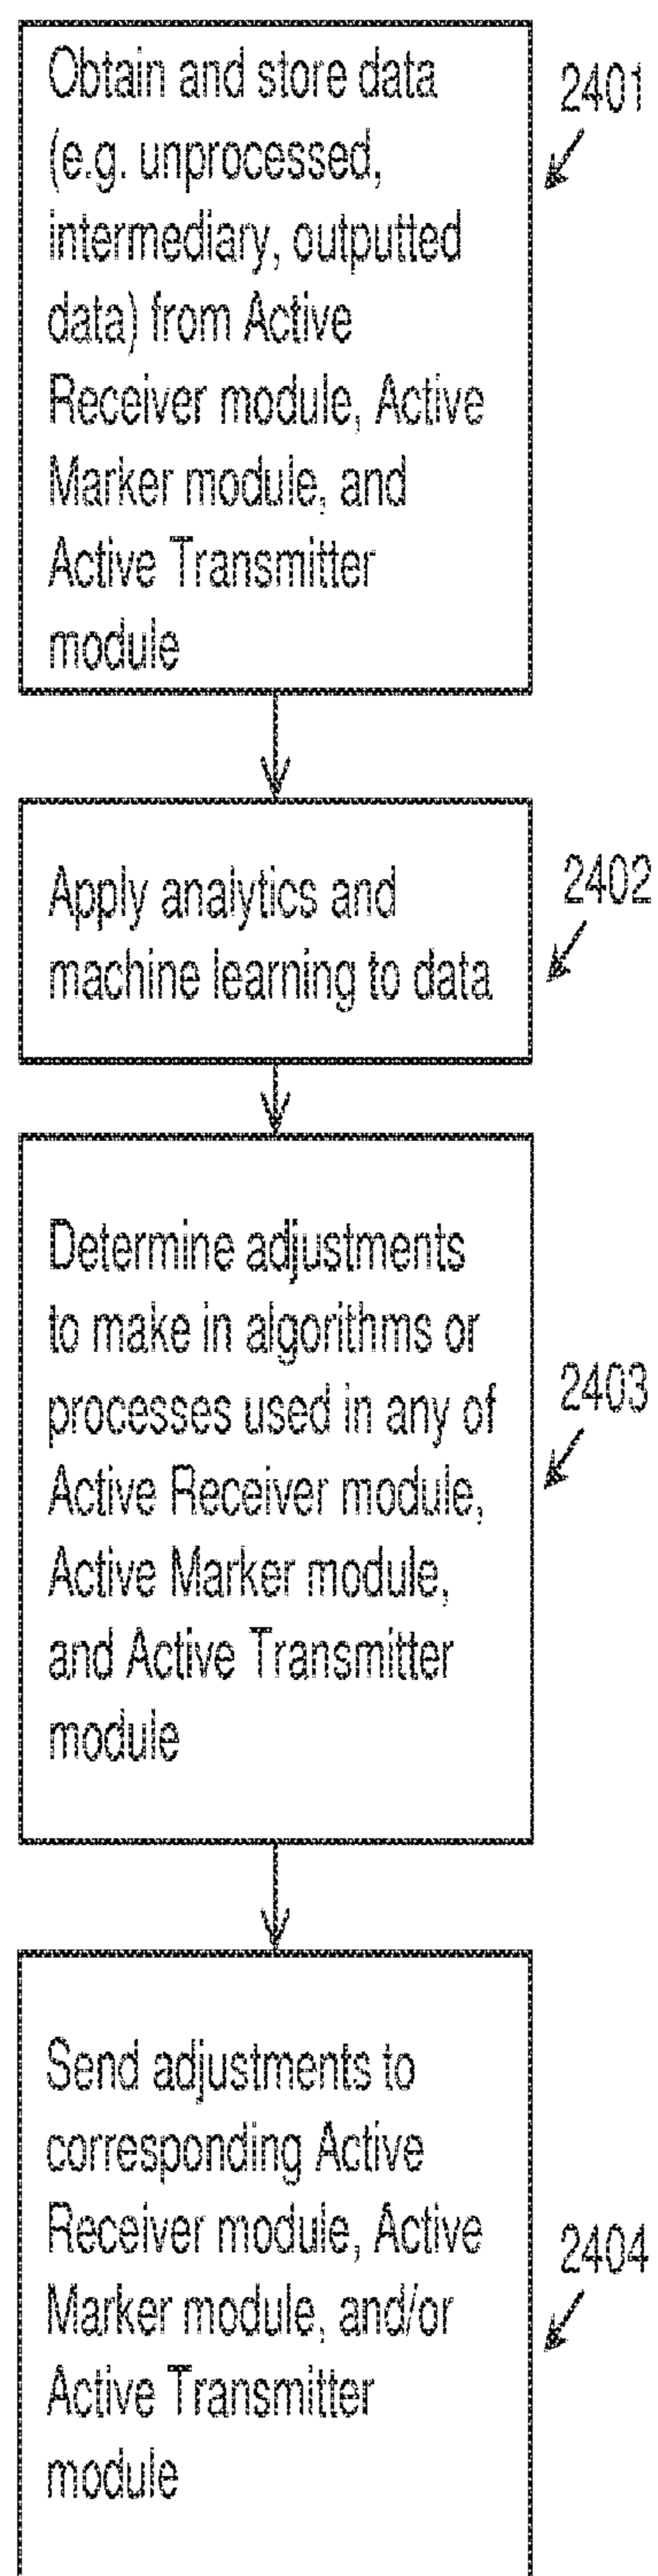 Obtain and store data
(e.g. unprocessed,
intermediary, outputted
data) from Active
Receiver module, Active
Marker module, and
Active Transmitter
module
2401
Apply analytics and
machine learning to data
2402
Determine adjustments
to make in algorithms or
processes used in any of
Active Receiver module,
Active Marker module,
and Active Transmitter
module
2403
Send adjustments to
corresponding Active
Receiver module, Active
Marker module, and/or
Active Transmitter
module
2404